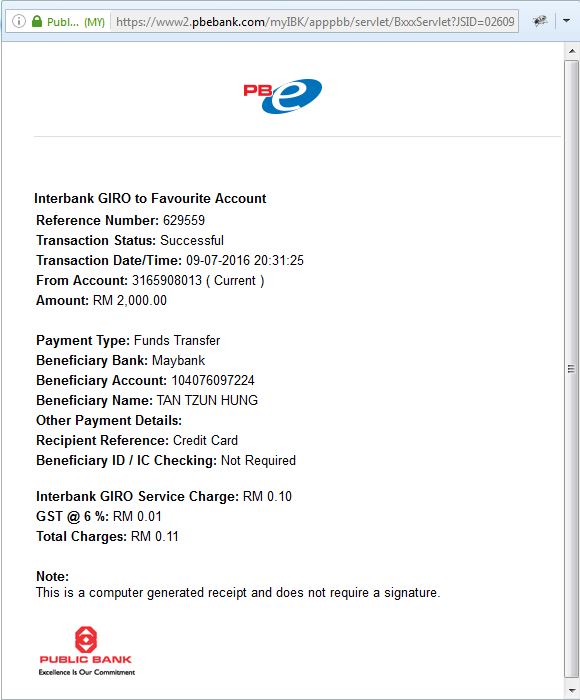 Publ... (MY) https://www2.pbebank.com/myIBK/apppbb/servlet/BxxxServlet?JSID=02609
PBe
Interbank GIRO to Favourite Account
Reference Number: 629559
Transaction Status: Successful
Transaction Date/Time: 09-07-2016 20:31:25
From Account: 3165908013 ( Current )
Amount: RM 2,000.00
Payment Type: Funds Transfer
Beneficiary Bank: Maybank
Beneficiary Account: 104076097224
Beneficiary Name: TAN TZUN HUNG
Other Payment Details:
Recipient Reference: Credit Card
Beneficiary ID / IC Checking: Not Required
Interbank GIRO Service Charge: RM 0.10
GST @ 6 %: RM 0.01
Total Charges: RM 0.11
Note:
This is a computer generated receipt and does not require a signature.
PUBLIC BANK
Excellence Is Our Commitment